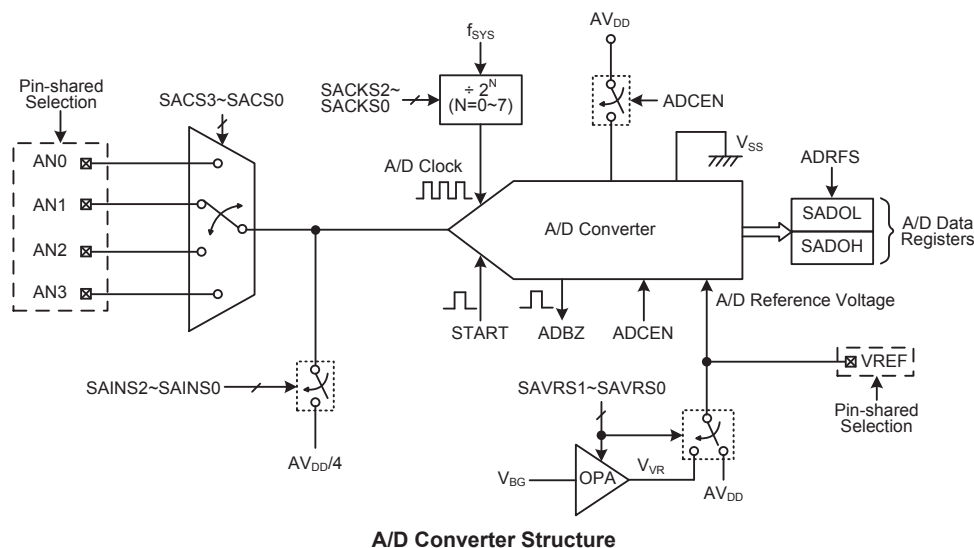 AV_DD
f_SYS
Pin-shared
Selection
SACS3~SACS0
SACKS2~
SACKS0
÷ 2^N
(N=0~7)
ADCEN
AN0
AN1
AN2
AN3
A/D Clock
V_SS
ADRFS
A/D Converter
SADOL
SADOH
A/D Data
Registers
START
ADBZ
ADCEN
A/D Reference Voltage
SAINS2~SAINS0
AV_DD/4
SAVRS1~SAVRS0
VREF
Pin-shared
Selection
V_BG
OPA
V_VR
AV_DD
A/D Converter Structure